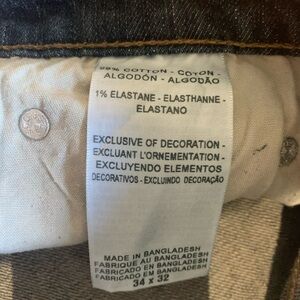 99% COTTON - COTON -
ALGODÓN - ALGODÃO
1% ELASTANE - ELASTHANNE -
ELASTANO
EXCLUSIVE OF DECORATION -
EXCLUANT L'ORNEMENTATION -
EXCLUYENDO ELEMENTOS
DECORATIVOS - EXCLUINDO DECORAÇÃO
MADE IN BANGLADESH
FABRIQUE AU BANGLADESH
FABRICADO EN BANGLADESH
FABRICADO EM BANGLADESH
34 x 32